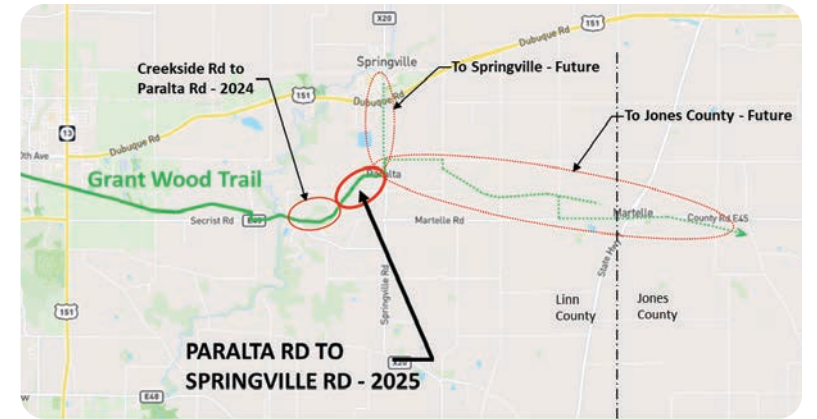 X20
151
Dubuque Rd
Springville
Creekside Rd to
Paralta Rd - 2024
To Springville - Future
151
Dubuque Rd
To Jones County - Future
13
Dubuque Rd
0th Ave
Grant Wood Trail
Paralta
Secrist Rd
Martelle Rd
Martelle
County Rd E45
State Hwy
Springville Rd
Linn
County
Jones
County
151
PARALTA RD TO
SPRINGVILLE RD - 2025
X20
E48
w